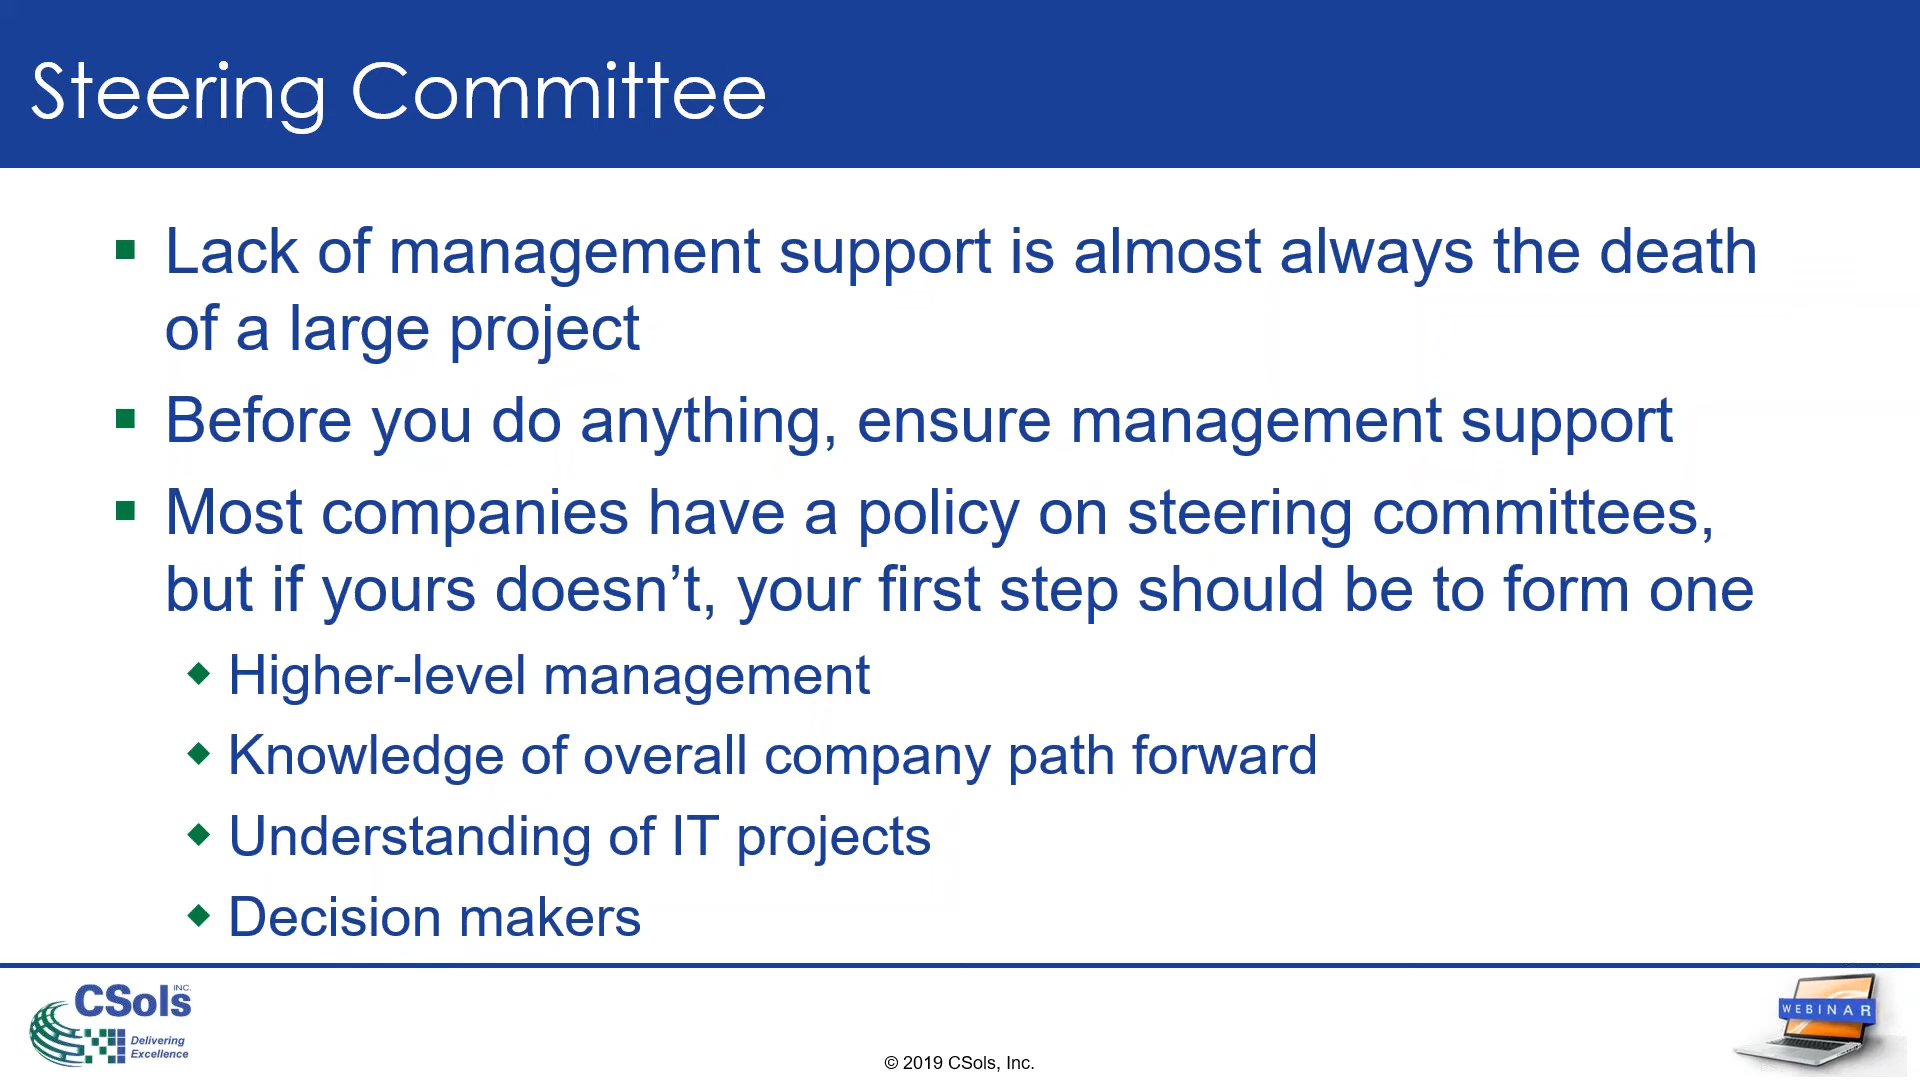 Steering Committee
Lack of management support is almost always the death
of a large project
Before you do anything, ensure management support
Most companies have a policy on steering committees,
but if yours doesn’t, your first step should be to form one
Higher-level management
Knowledge of overall company path forward
Understanding of IT projects
Decision makers
CSols INC.
Delivering
Excellence
© 2019 CSols, Inc.
WEBINAR